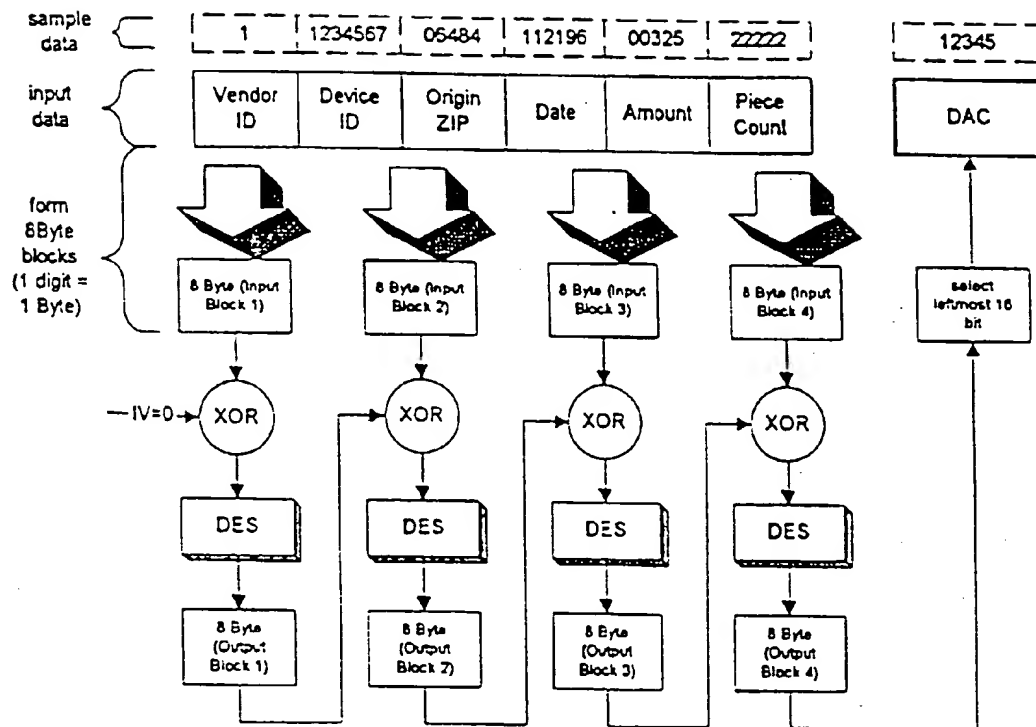 sample
data
1 1234567 06484 112196 00325 22222 12345
input
data
Vendor
ID
Device
ID
Origin
ZIP
Date
Amount
Piece
Count
DAC
form
8Byte
blocks
(1 digit =
1 Byte)
8 Byte (Input
Block 1)
8 Byte (Input
Block 2)
8 Byte (Input
Block 3)
8 Byte (Input
Block 4)
select
leftmost 16
bit
IV=0
XOR
XOR
XOR
XOR
DES
DES
DES
DES
8 Byte
(Output
Block 1)
8 Byte
(Output
Block 2)
8 Byte
(Output
Block 3)
8 Byte
(Output
Block 4)